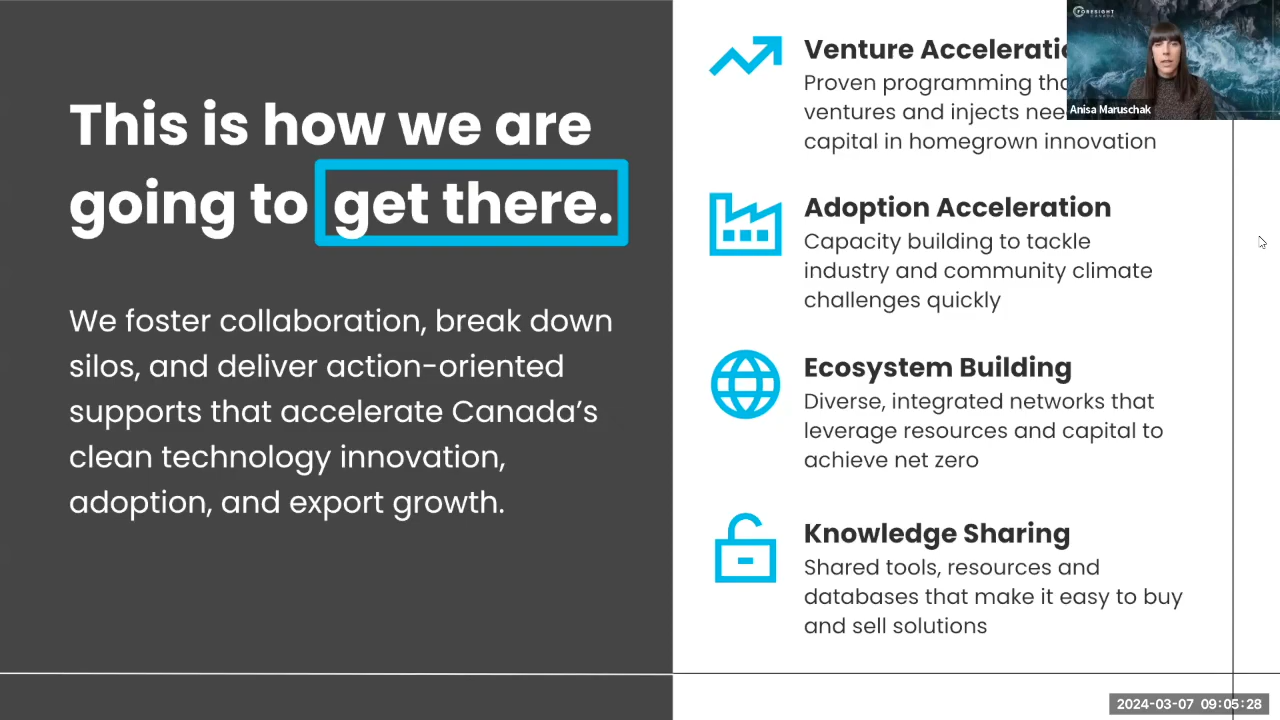 This is how we are
going to get there.
We foster collaboration, break down
silos, and deliver action-oriented
supports that accelerate Canada's
clean technology innovation,
adoption, and export growth.
Venture
Proven programming
ventures and injects
capital in homegrown innovation
Adoption Acceleration
Capacity building to tackle
industry and community climate
challenges quickly
Ecosystem Building
Diverse, integrated networks that
leverage resources and capital to
achieve net zero
Knowledge Sharing
Shared tools, resources and
databases that make it easy to buy
and sell solutions
FORESIGHT
CANADA
Anisa Maruschak
2024-03-07 09:05:28